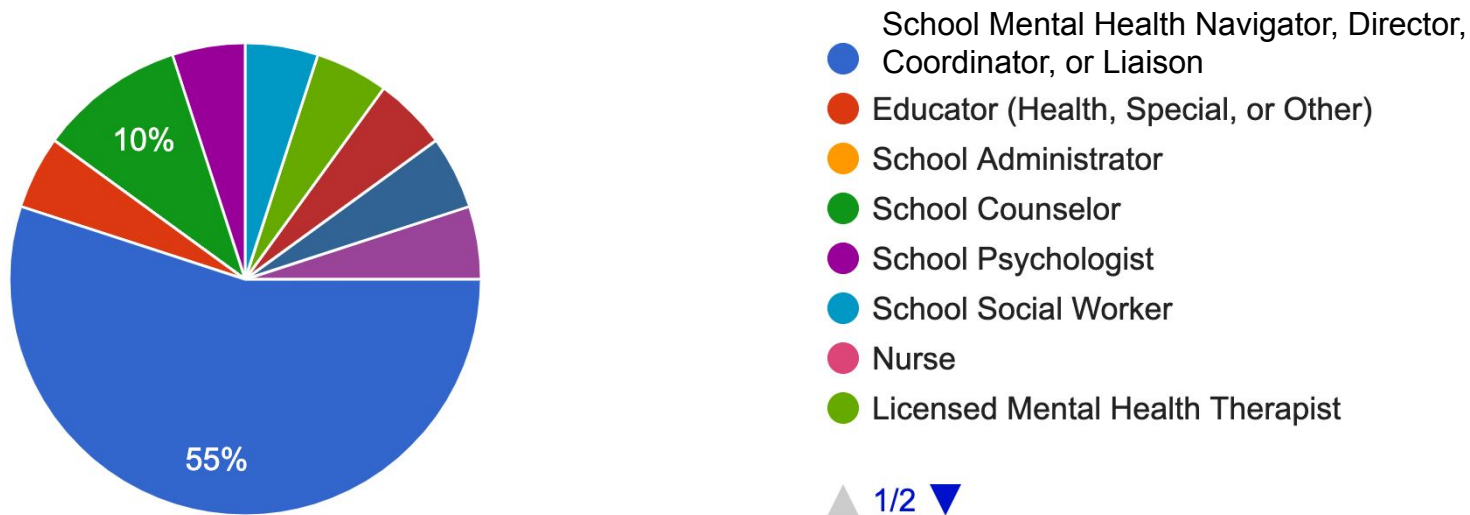 10%
55%
School Mental Health Navigator, Director,
Coordinator, or Liaison
Educator (Health, Special, or Other)
School Administrator
School Counselor
School Psychologist
School Social Worker
Nurse
Licensed Mental Health Therapist
1/2